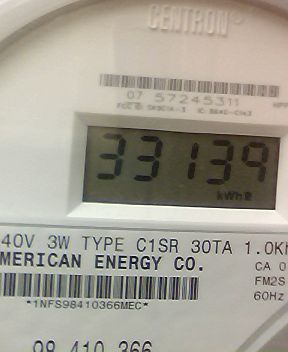 CENTRON®
07 57245311
33139
kWh
40V 3W TYPE C1SR 30TA 1.0K
MERICAN ENERGY CO.
CA 0
FM2S
60Hz
*1NFS98410366MEC*
98 410 366